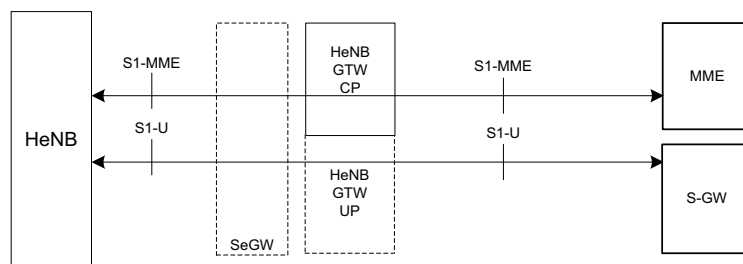 HeNB
S1-MME
S1-U
SeGW
HeNB
GTW
CP
HeNB
GTW
UP
S1-MME
S1-U
MME
S-GW